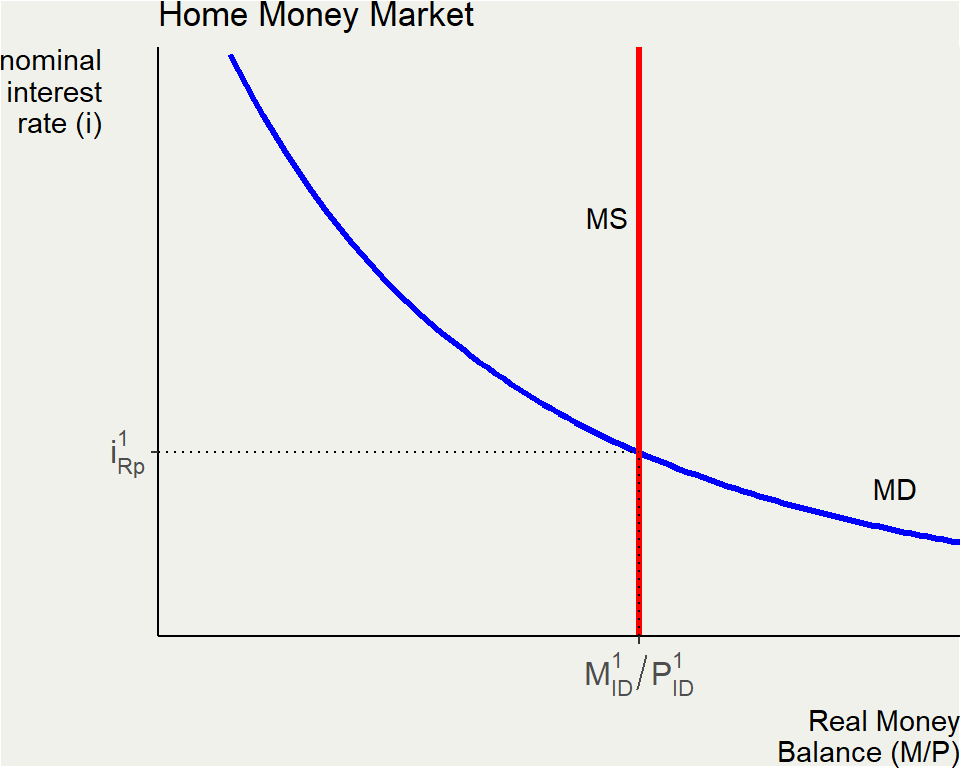 Home Money Market
nominal
interest
rate (i)
MS
i¹Rp
MD
M¹ID/P¹ID
Real Money
Balance (M/P)